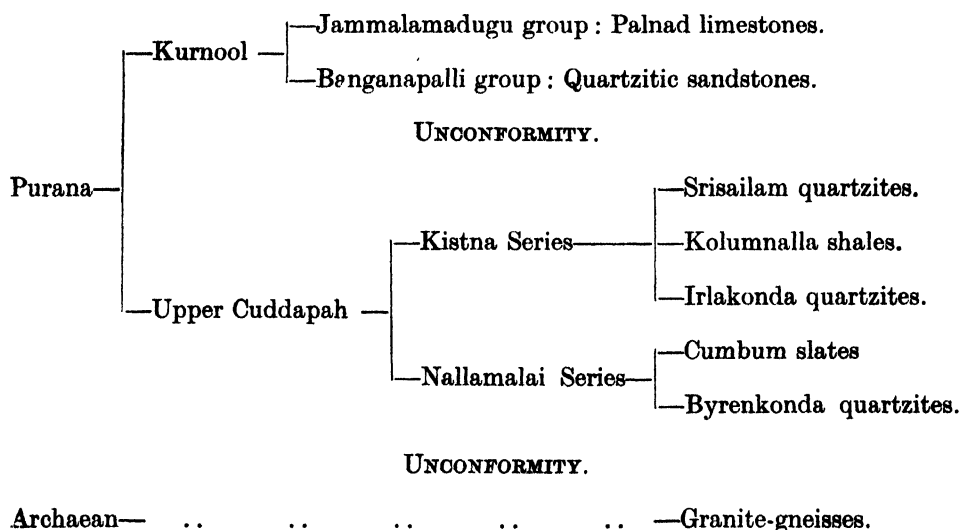 Jammalamadugu group : Palnad limestones.
Kurnool
Banganapalli group : Quartzitic sandstones.
UNCONFORMITY.
Srisailam quartzites.
Purana
Kistna Series
Kolumnalla shales.
Irlakonda quartzites.
Upper Cuddapah
Cumbum slates
Nallamalai Series
Byrenkonda quartzites.
UNCONFORMITY.
Archaean— .. .. .. .. .. —Granite-gneisses.